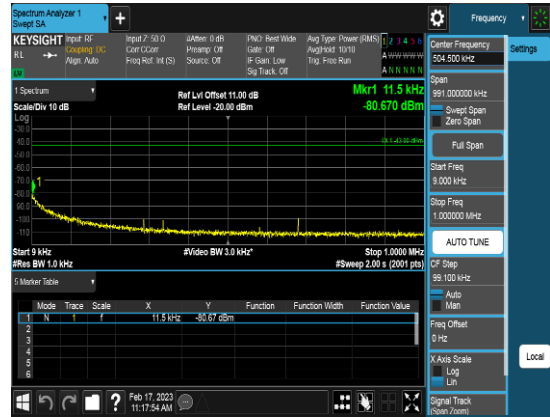 Spectrum Analyzer 1
Swept SA
Frequency
KEYSIGHT
RL
LW
Input: RF
Coupling: DC
Align: Auto
Input Z: 50 Ω
Corr CCorr
Freq Ref: Int (S)
#Atten: 0 dB
Preamp: Off
Source: Off
PNO: Best Wide
Gate: Off
IF Gain: Low
Sig Track: Off
Avg Type: Power (RMS)
Avg|Hold: 10/10
Trig: Free Run
1 2 3 4 5 6
A W W W W W
A N N N N N
1 Spectrum
Scale/Div 10 dB
Ref Lvl Offset 11.00 dB
Ref Level -20.00 dBm
Mkr1 11.5 kHz
-80.670 dBm
Log
-30.0
-40.0
-50.0
-60.0
-70.0
-80.0
-90.0
-100
-110
1
DL1 -43.00 dBm
Start 9 kHz
#Res BW 1.0 kHz
#Video BW 3.0 kHz*
Stop 1.0000 MHz
#Sweep 2.00 s (2001 pts)
5 Marker Table
Mode Trace Scale X Y Function Function Width Function Value
1 N 1 f 11.5 kHz -80.67 dBm
2
3
4
5
6
Feb 17, 2023
11:17:54 AM
Center Frequency
504.500 kHz
Settings
Span
991.000000 kHz
Swept Span
Zero Span
Full Span
Start Freq
9.000 kHz
Stop Freq
1.000000 MHz
AUTO TUNE
CF Step
99.100 kHz
Auto
Man
Freq Offset
0 Hz
X Axis Scale
Log
Lin
Local
Signal Track
(Span Zoom)